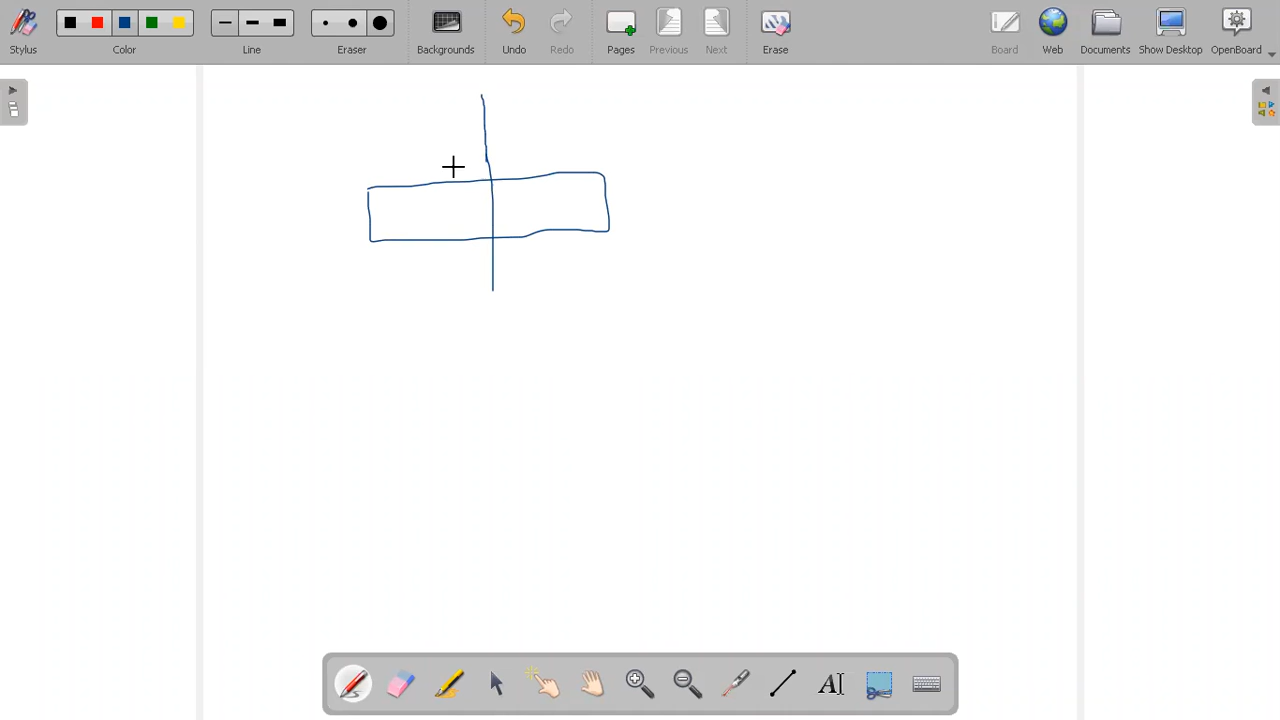 Stylus
Color
Line
Eraser
Backgrounds
Undo
Redo
Pages
Previous
Next
Erase
Board
Web
Documents
Show Desktop
OpenBoard